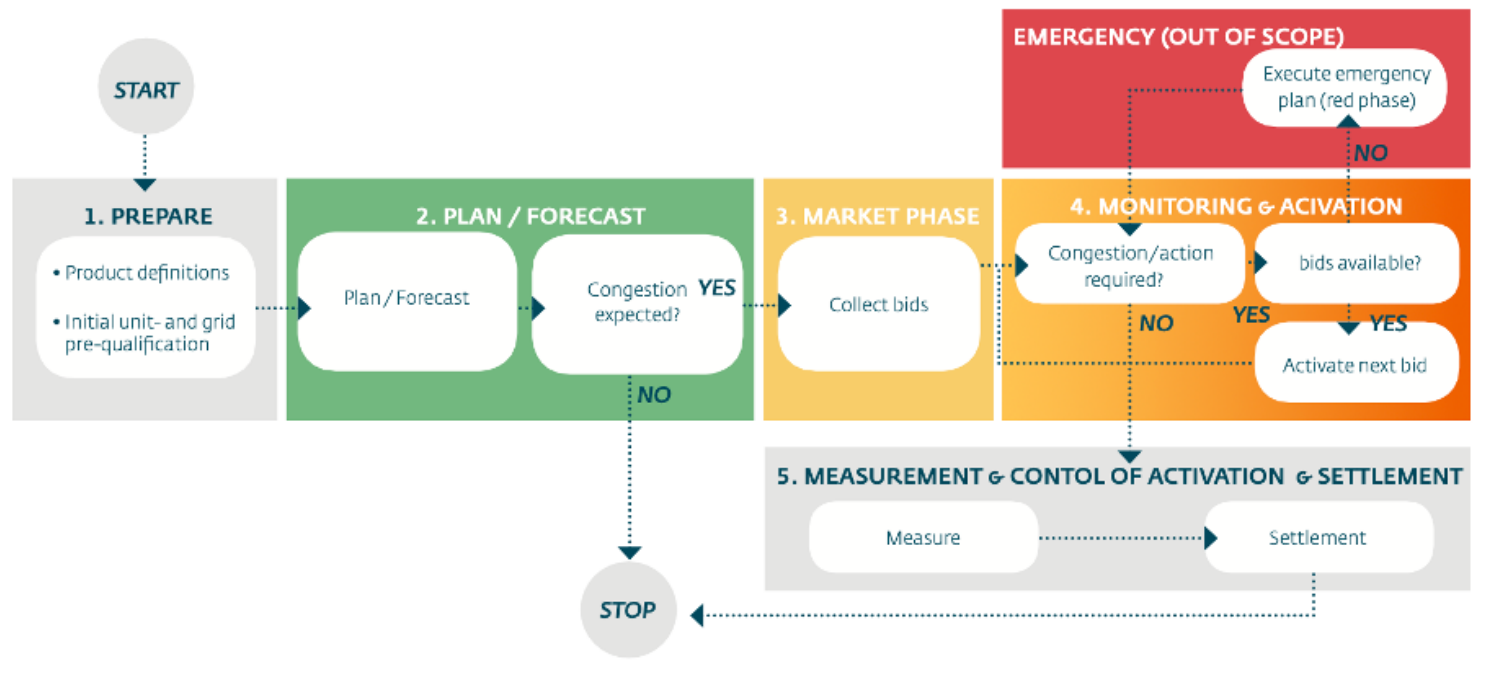 START
1. PREPARE
• Product definitions
• Initial unit- and grid
pre-qualification
2. PLAN / FORECAST
Plan / Forecast
Congestion
expected?
YES
NO
3. MARKET PHASE
Collect bids
EMERGENCY (OUT OF SCOPE)
Execute emergency
plan (red phase)
NO
4. MONITORING & ACIVATION
Congestion/action
required?
bids available?
NO
YES
YES
Activate next bid
5. MEASUREMENT & CONTOL OF ACTIVATION & SETTLEMENT
Measure
Settlement
STOP